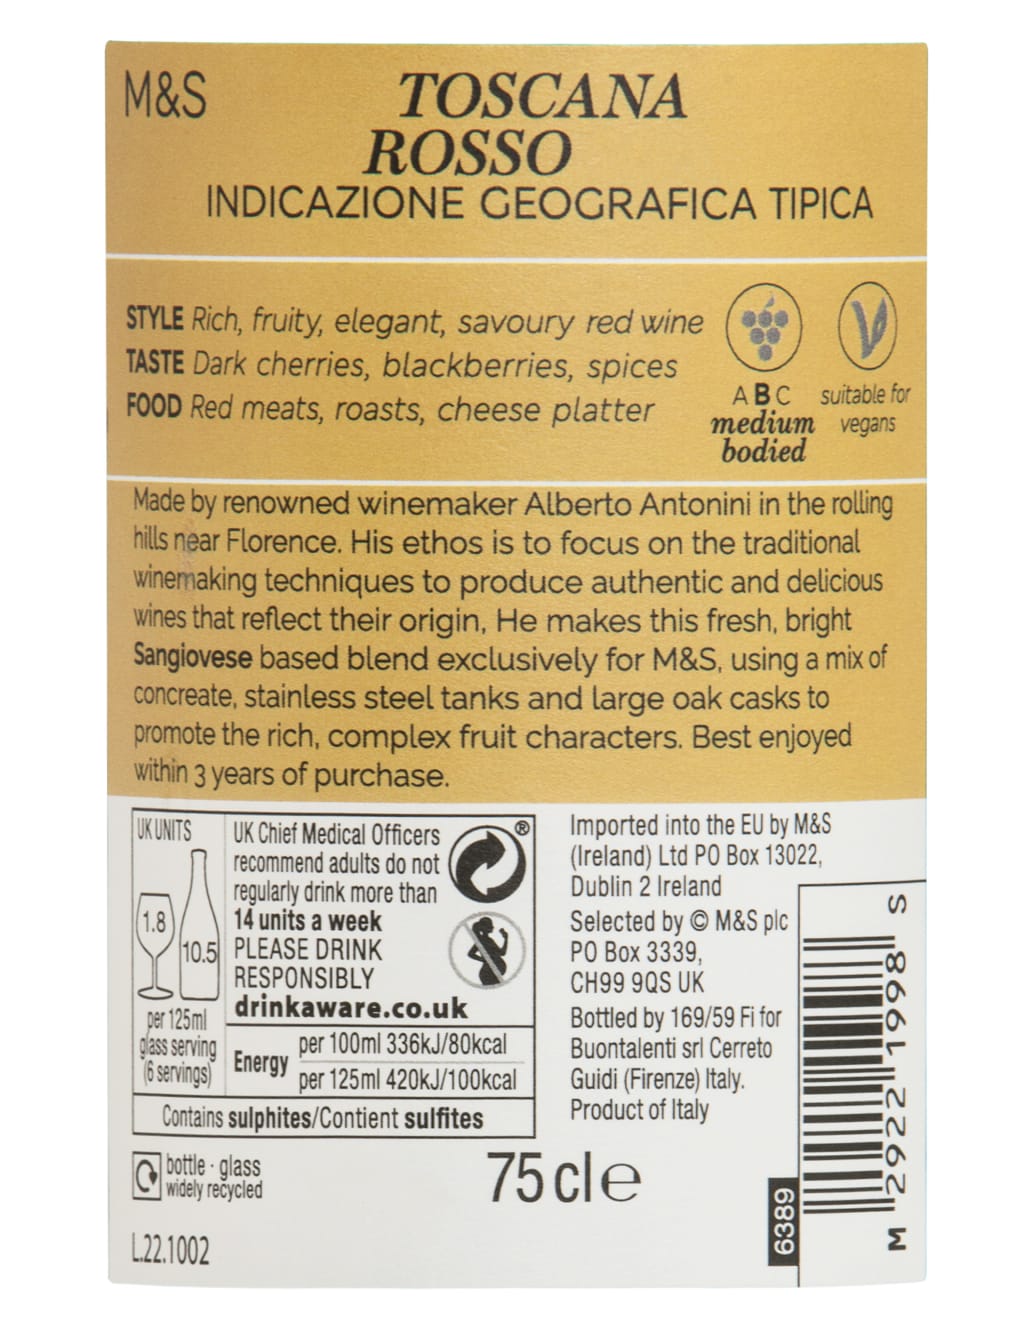 M&S
TOSCANA
ROSSO
INDICAZIONE GEOGRAFICA TIPICA
STYLE Rich, fruity, elegant, savoury red wine
TASTE Dark cherries, blackberries, spices
FOOD Red meats, roasts, cheese platter
A B C
medium
bodied
suitable for
vegans
Made by renowned winemaker Alberto Antonini in the rolling
hills near Florence. His ethos is to focus on the traditional
winemaking techniques to produce authentic and delicious
wines that reflect their origin, He makes this fresh, bright
Sangiovese based blend exclusively for M&S, using a mix of
concreate, stainless steel tanks and large oak casks to
promote the rich, complex fruit characters. Best enjoyed
within 3 years of purchase.
UK UNITS
1.8
10.5
per 125ml
glass serving
(6 servings)
UK Chief Medical Officers
recommend adults do not
regularly drink more than
14 units a week
PLEASE DRINK
RESPONSIBLY
drinkaware.co.uk
®
Energy
per 100ml 336kJ/80kcal
per 125ml 420kJ/100kcal
Contains sulphites/Contient sulfites
Imported into the EU by M&S
(Ireland) Ltd PO Box 13022,
Dublin 2 Ireland
Selected by © M&S plc
PO Box 3339,
CH99 9QS UK
Bottled by 169/59 Fi for
Buontalenti srl Cerreto
Guidi (Firenze) Italy.
Product of Italy
M 2922 1998 S
6389
bottle · glass
widely recycled
75cle
L.22.1002